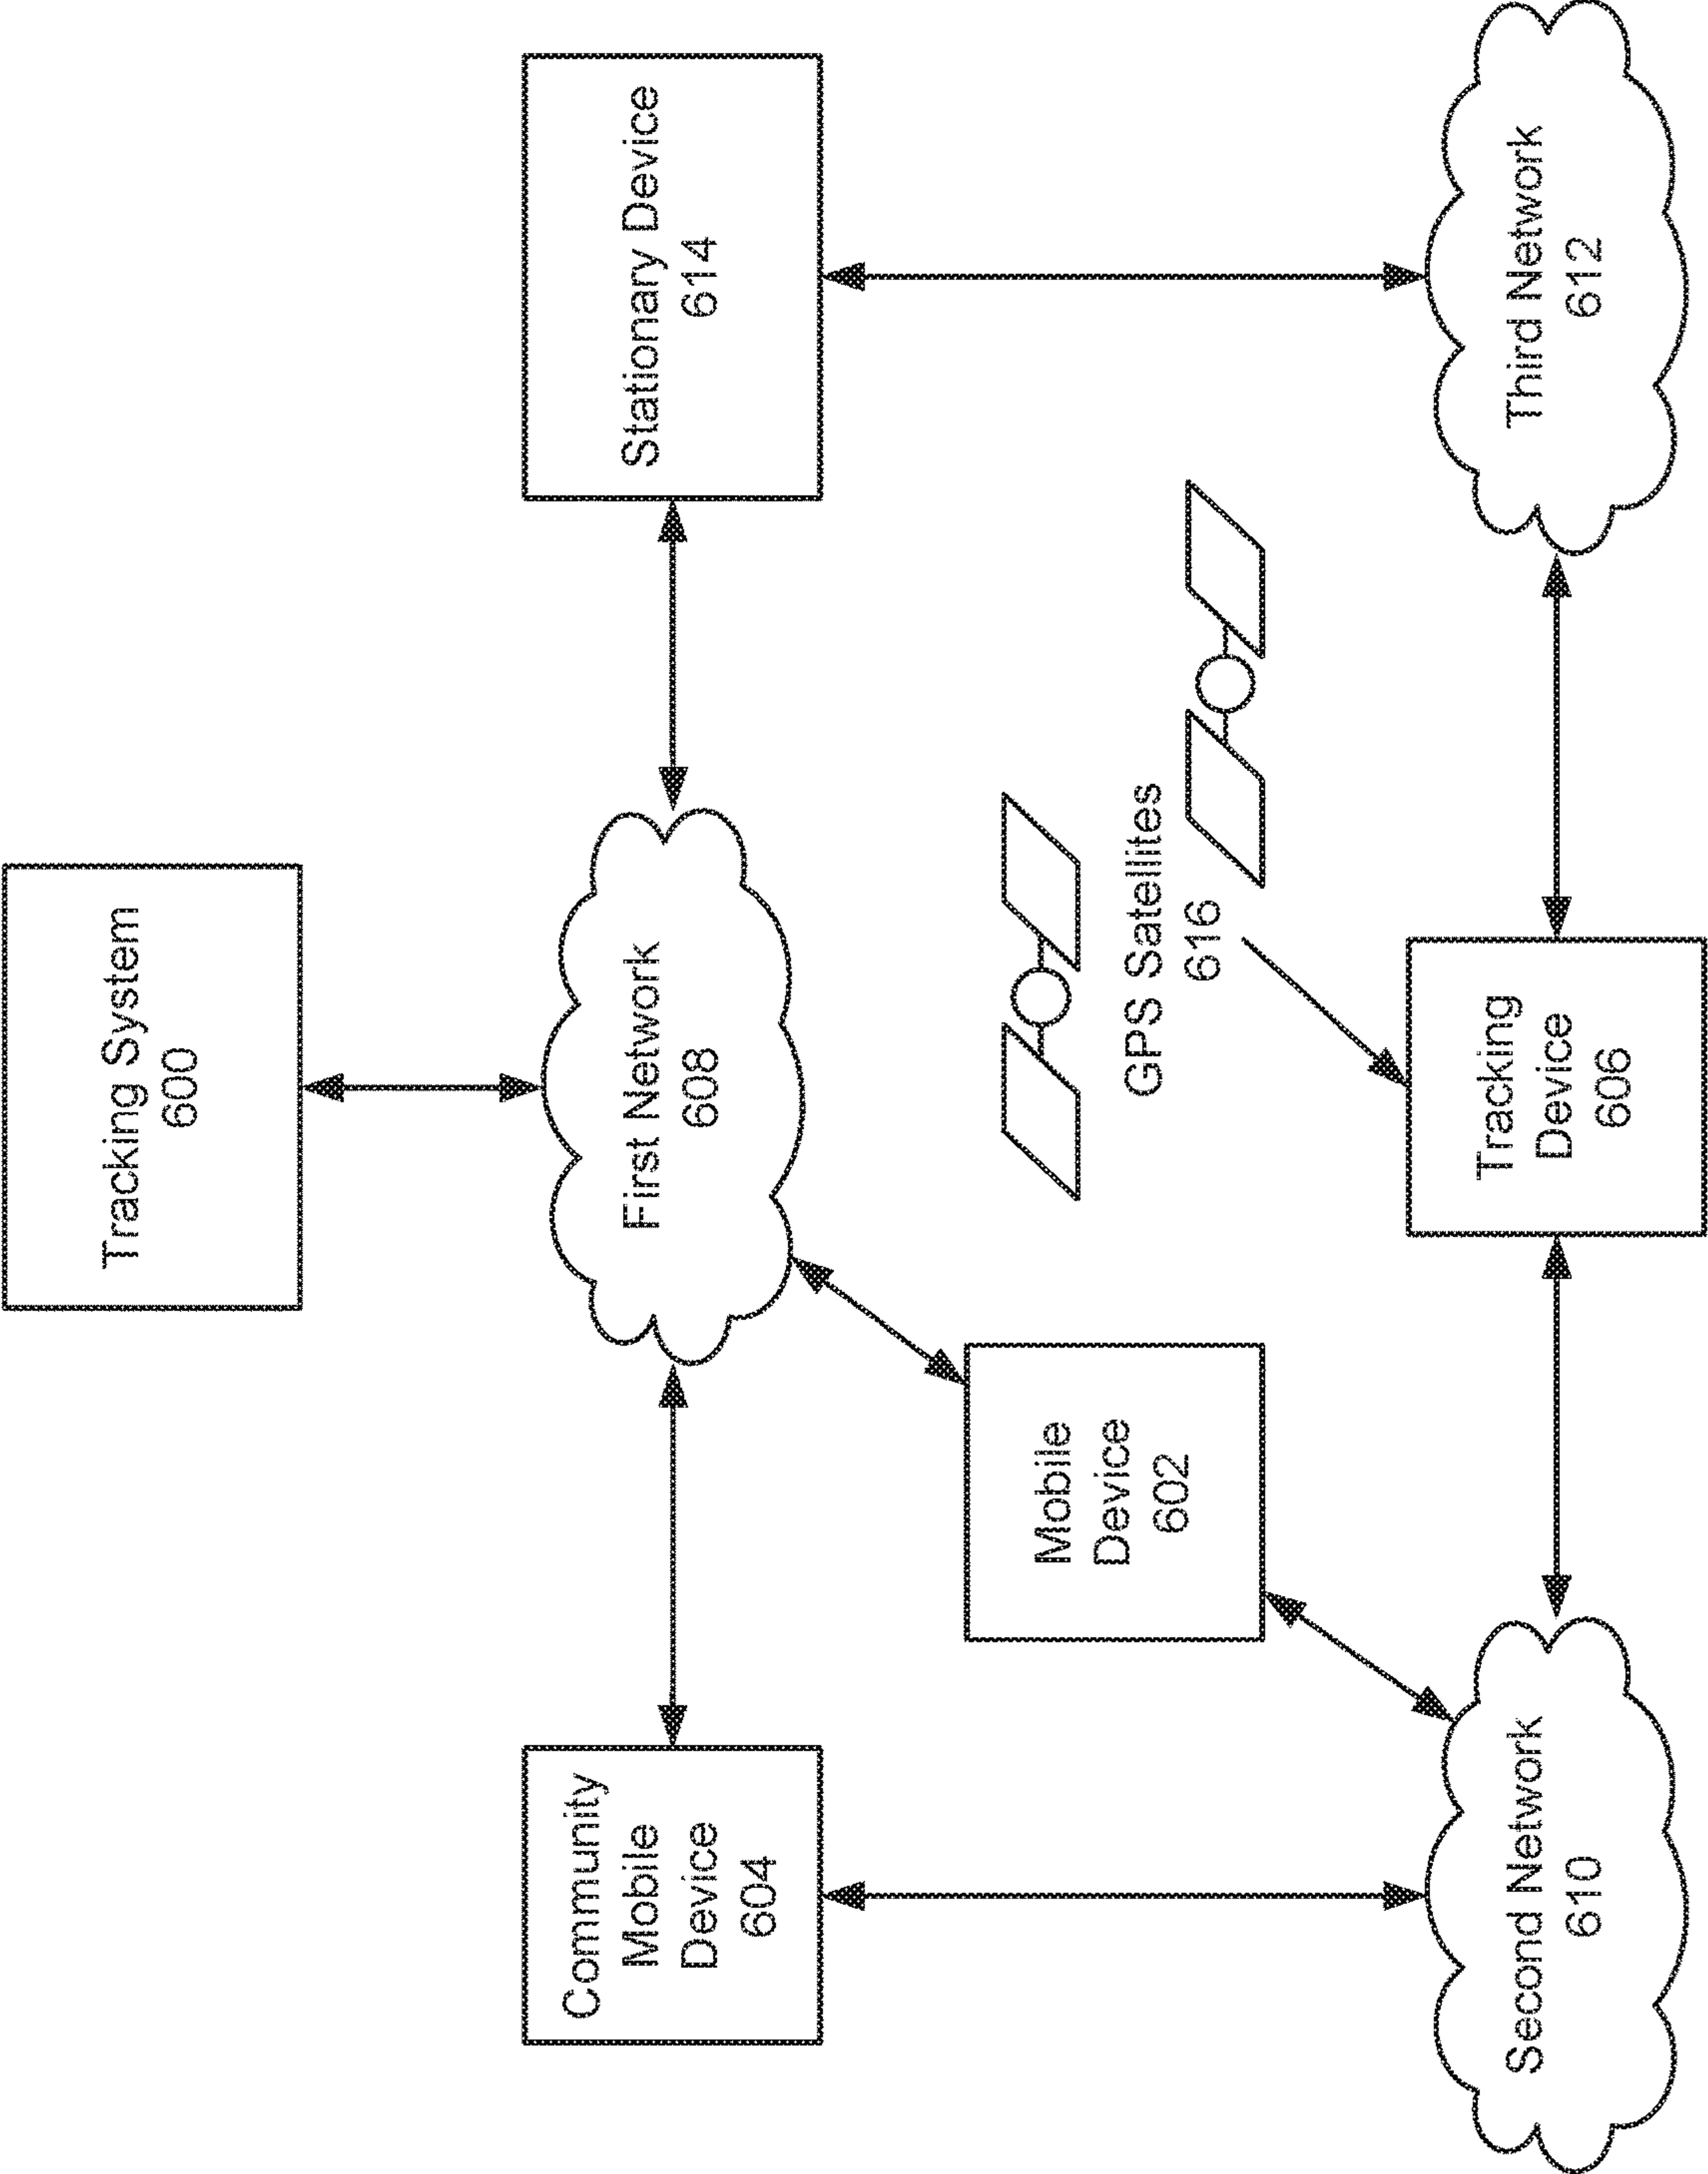 Tracking System
600
Community
Mobile
Device
604
First Network
608
Stationary Device
614
Mobile
Device
602
GPS Satellites
616
Second Network
610
Tracking
Device
606
Third Network
612